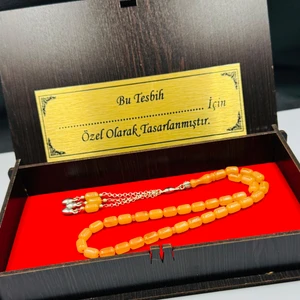 Bu Tesbih
.......................................... İçin
Özel Olarak Tasarlanmıştır.